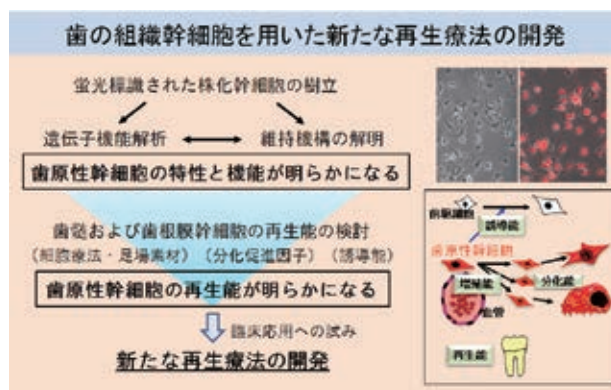 歯の組織幹細胞を用いた新たな再生療法の開発
蛍光標識された株化幹細胞の樹立
遺伝子機能解析
維持機構の解明
歯原性幹細胞の特性と機能が明らかになる
歯髄および歯根膜幹細胞の再生能の検討
(細胞療法・足場素材) (分化促進因子) (誘導能)
歯原性幹細胞の再生能が明らかになる
臨床応用への試み
新たな再生療法の開発
前駆細胞
誘導能
歯原性幹細胞
増殖能
分化能
血管
再生能